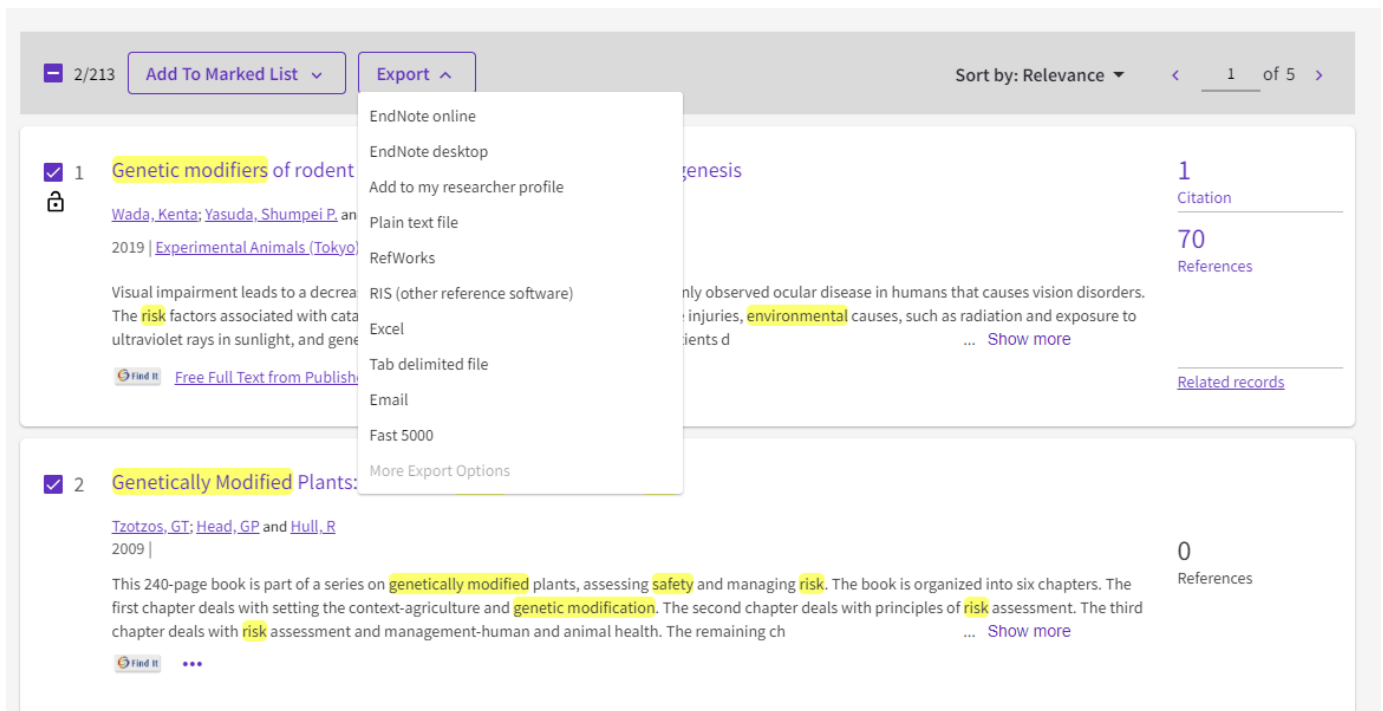 2/213 Add To Marked List Export Sort by: Relevance 1 of 5
EndNote online
EndNote desktop
Add to my researcher profile
Plain text file
RefWorks
RIS (other reference software)
Excel
Tab delimited file
Email
Fast 5000
More Export Options
1 Genetic modifiers of rodent genesis
Wada, Kenta; Yasuda, Shumpei P. an
2019 | Experimental Animals (Tokyo)
Visual impairment leads to a decrea nly observed ocular disease in humans that causes vision disorders.
The risk factors associated with cata injuries, environmental causes, such as radiation and exposure to
ultraviolet rays in sunlight, and gene ients d ... Show more
Find It Free Full Text from Publish
1
Citation
70
References
Related records
2 Genetically Modified Plants:
Tzotzos, GT; Head, GP and Hull, R
2009 |
This 240-page book is part of a series on genetically modified plants, assessing safety and managing risk. The book is organized into six chapters. The
first chapter deals with setting the context-agriculture and genetic modification. The second chapter deals with principles of risk assessment. The third
chapter deals with risk assessment and management-human and animal health. The remaining ch ... Show more
Find It
0
References